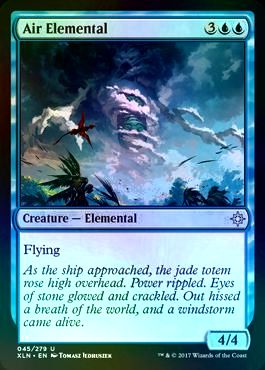 Air Elemental 3
Creature — Elemental
Flying
As the ship approached, the jade totem
rose high overhead. Power rippled. Eyes
of stone glowed and crackled. Out hissed
a breath of the world, and a windstorm
came alive.
4/4
045/279 U
XLN • EN Tomasz Jedruszek
™ & © 2017 Wizards of the Coast